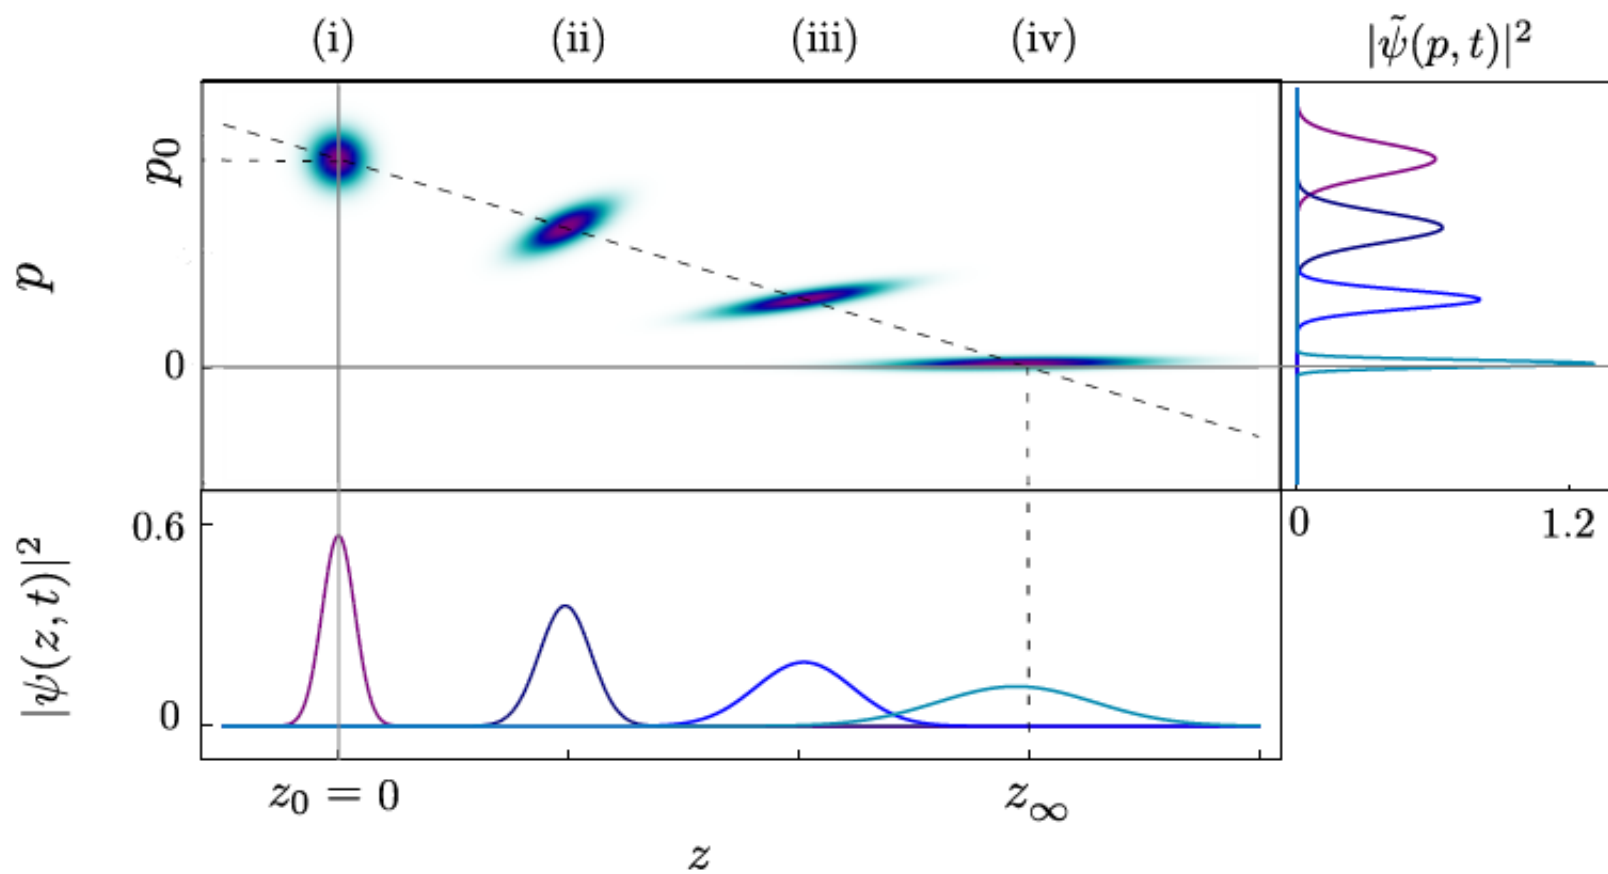 (i) (ii) (iii) (iv) |ψ̃(p, t)|²
p₀
p
0
0.6
0
|ψ(z, t)|²
0 1.2
z₀ = 0 z∞
z